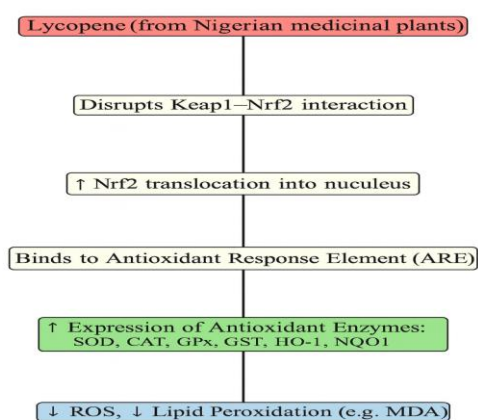 Lycopene (from Nigerian medicinal plants)
Disrupts Keap1–Nrf2 interaction
↑ Nrf2 translocation into nuculeus
Binds to Antioxidant Response Element (ARE)
↑ Expression of Antioxidant Enzymes:
SOD, CAT, GPx, GST, HO-1, NQO1
↓ ROS, ↓ Lipid Peroxidation (e.g. MDA)